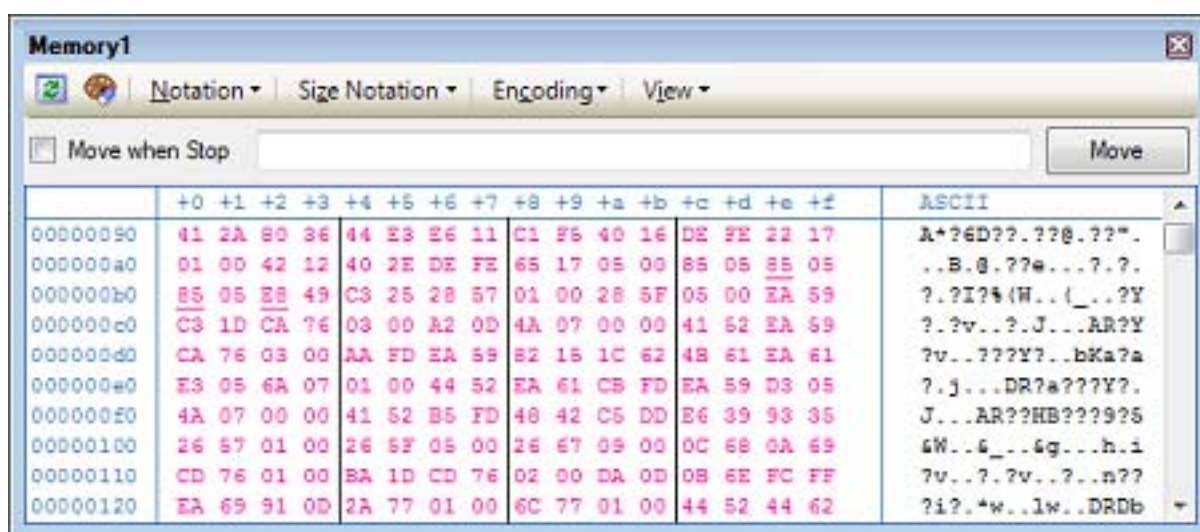 Memory1
Notation Size Notation Encoding View
Move when Stop Move
+0 +1 +2 +3 +4 +5 +6 +7 +8 +9 +a +b +c +d +e +f ASCII
00000090 41 2A 80 36 44 E3 E6 11 C1 F5 40 16 DE FE 22 17 A*?6D??.??@.??".
000000a0 01 00 42 12 40 2E DE FE 65 17 05 00 85 05 85 05 ..B.@.??e...?.?.
000000b0 85 05 E8 49 C3 25 28 57 01 00 28 5F 05 00 EA 59 ?.?I?%(W..(_..?Y
000000c0 C3 1D CA 76 03 00 A2 0D 4A 07 00 00 41 52 EA 59 ?.?v..?.J...AR?Y
000000d0 CA 76 03 00 AA FD EA 59 82 15 1C 62 4B 61 EA 61 ?v..???Y?..bKa?a
000000e0 E3 05 6A 07 01 00 44 52 EA 61 CB FD EA 59 D3 05 ?.j...DR?a???Y?.
000000f0 4A 07 00 00 41 52 B5 FD 48 42 C5 DD E6 39 93 35 J...AR??HB???9?5
00000100 26 57 01 00 26 5F 05 00 26 67 09 00 0C 68 0A 69 &W..&_..&g...h.i
00000110 CD 76 01 00 BA 1D CD 76 02 00 DA 0D 0B 6E FC FF ?v..?.?v..?..n??
00000120 EA 69 91 0D 2A 77 01 00 6C 77 01 00 44 52 44 62 ?i?.*w..lw..DRDb